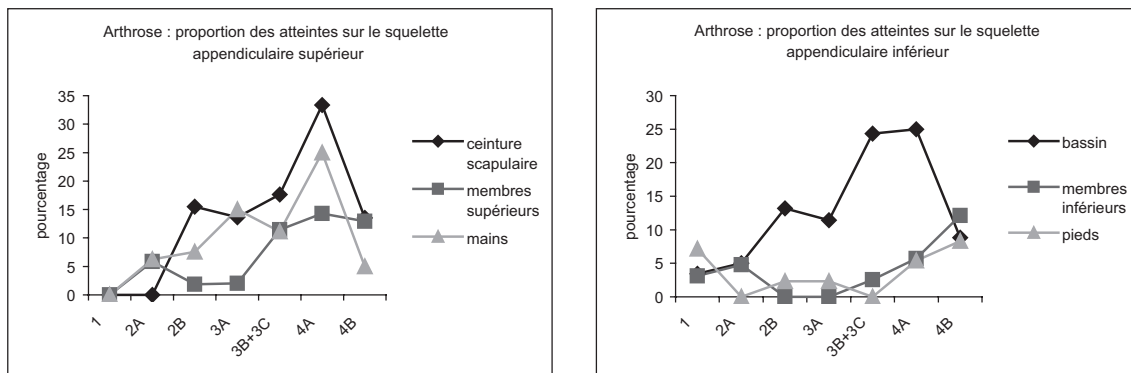 Arthrose : proportion des atteintes sur le squelette
appendiculaire supérieur
pourcentage
35
30
25
20
15
10
5
0
1
2A
2B
3A
3B+3C
4A
4B
ceinture
scapulaire
membres
supérieurs
mains
Arthrose : proportion des atteintes sur le squelette
appendiculaire inférieur
pourcentage
30
25
20
15
10
5
0
1
2A
2B
3A
3B+3C
4A
4B
bassin
membres
inférieurs
pieds